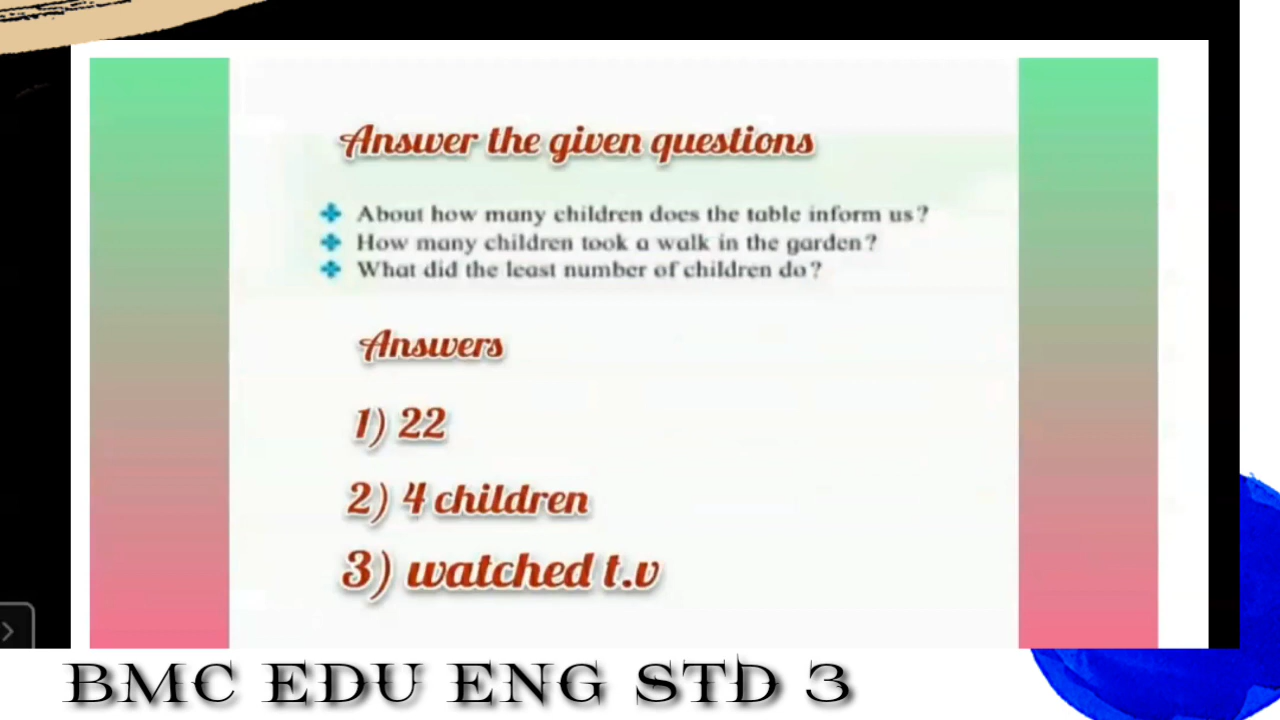 Answer the given questions
About how many children does the table inform us?
How many children took a walk in the garden?
What did the least number of children do?
Answers
1) 22
2) 4 children
3) watched t.v
BMC EDU ENG STD 3